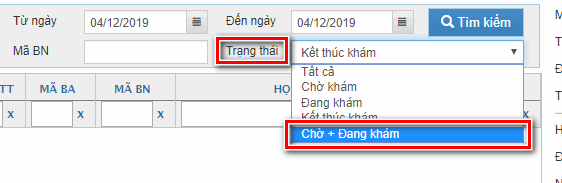 Từ ngày 04/12/2019 Đến ngày 04/12/2019 Tìm kiếm
Mã BN Trạng thái Kết thúc khám
Tất cả
Chờ khám
Đang khám
Kết thúc khám
Chờ + Đang khám
TT MÃ BA MÃ BN HỌ
x x x x